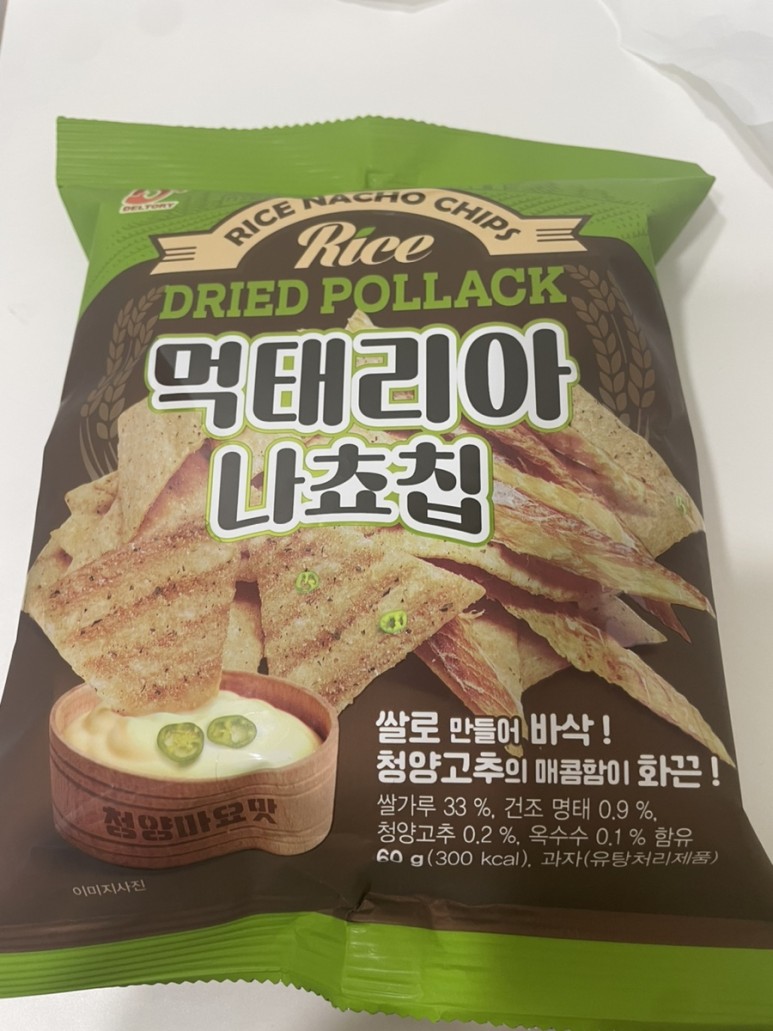 DELTORY
RICE NACHO CHIPS
Rice
DRIED POLLACK
먹태리아
나쵸칩
쌀로 만들어 바삭!
청양고추의 매콤함이 화끈!
쌀가루 33 %, 건조 명태 0.9 %,
청양고추 0.2 %, 옥수수 0.1 % 함유
60 g(300 kcal), 과자(유탕처리제품)
청양마요맛
이미지사진